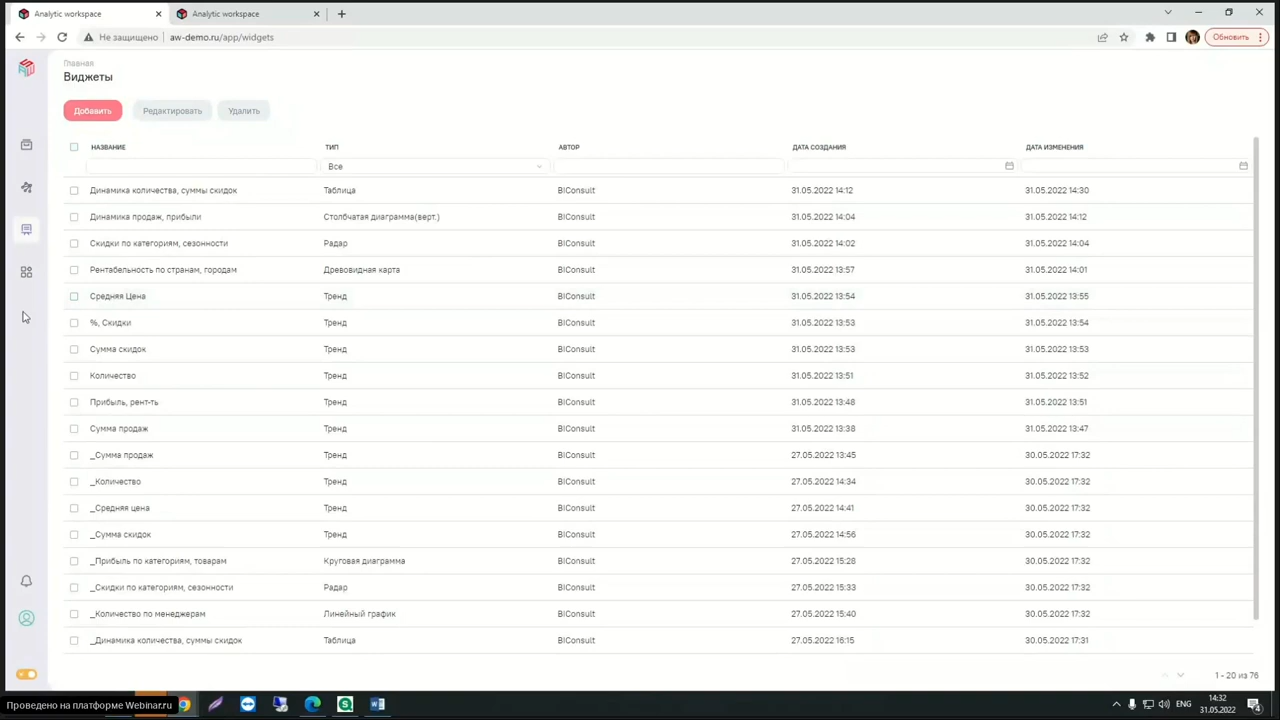 Analytic workspace
Analytic workspace
Не защищено aw-demo.ru/app/widgets
Обновить
Главная
Виджеты
Добавить Редактировать Удалить
НАЗВАНИЕ ТИП АВТОР ДАТА СОЗДАНИЯ ДАТА ИЗМЕНЕНИЯ
Все
Динамика количества, суммы скидок Таблица BIConsult 31.05.2022 14:12 31.05.2022 14:30
Динамика продаж, прибыли Столбчатая диаграмма(верт.) BIConsult 31.05.2022 14:04 31.05.2022 14:12
Скидки по категориям, сезонности Радар BIConsult 31.05.2022 14:02 31.05.2022 14:04
Рентабельность по странам, городам Древовидная карта BIConsult 31.05.2022 13:57 31.05.2022 14:01
Средняя Цена Тренд BIConsult 31.05.2022 13:54 31.05.2022 13:55
%, Скидки Тренд BIConsult 31.05.2022 13:53 31.05.2022 13:54
Сумма скидок Тренд BIConsult 31.05.2022 13:53 31.05.2022 13:53
Количество Тренд BIConsult 31.05.2022 13:51 31.05.2022 13:52
Прибыль, рент-ть Тренд BIConsult 31.05.2022 13:48 31.05.2022 13:51
Сумма продаж Тренд BIConsult 31.05.2022 13:38 31.05.2022 13:47
_Сумма продаж Тренд BIConsult 27.05.2022 13:45 30.05.2022 17:32
_Количество Тренд BIConsult 27.05.2022 14:34 30.05.2022 17:32
_Средняя цена Тренд BIConsult 27.05.2022 14:41 30.05.2022 17:32
_Сумма скидок Тренд BIConsult 27.05.2022 14:56 30.05.2022 17:32
_Прибыль по категориям, товарам Круговая диаграмма BIConsult 27.05.2022 15:28 30.05.2022 17:32
_Скидки по категориям, сезонности Радар BIConsult 27.05.2022 15:33 30.05.2022 17:32
_Количество по менеджерам Линейный график BIConsult 27.05.2022 15:40 30.05.2022 17:32
_Динамика количества, суммы скидок Таблица BIConsult 27.05.2022 16:15 30.05.2022 17:31
1 - 20 из 76
Проведено на платформе Webinar.ru
ENG
14:32
31.05.2022
4